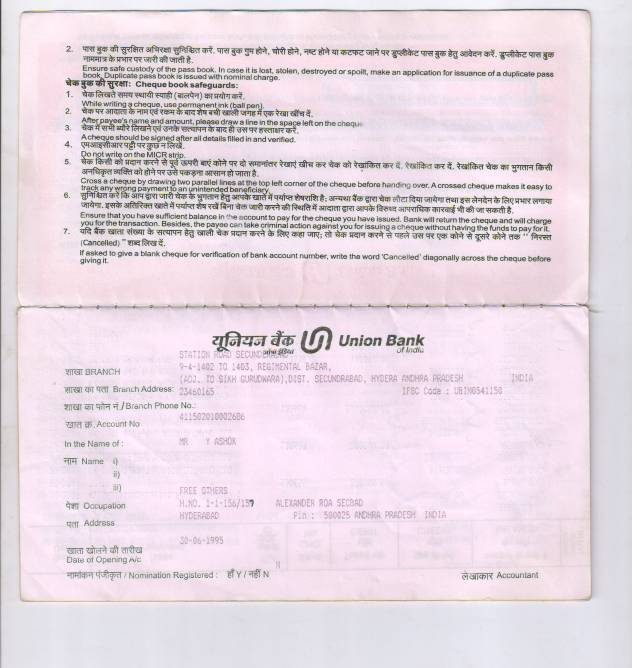 2. पास बुक की सुरक्षित अभिरक्षा सुनिश्चित करें. पास बुक गुम होने, चोरी होने, नष्ट होने या कटफट जाने पर डुप्लीकेट पास बुक हेतु आवेदन करें. डुप्लीकेट पास बुक
नाममात्र के प्रभार पर जारी की जाती है.
Ensure safe custody of the pass book. In case it is lost, stolen, destroyed or spoilt, make an application for issuance of a duplicate pass
book. Duplicate pass book is issued with nominal charge.
चेक बुक की सुरक्षा: Cheque book safeguards:
1. चेक लिखते समय स्थायी स्याही (बालपेन) का प्रयोग करें.
While writing a cheque, use permanent ink (ball pen).
2. चेक पर आदाता के नाम एवं रकम के बाद शेष बची खाली जगह में एक रेखा खींच दें.
After payee's name and amount, please draw a line in the space left on the cheque
3. चेक में सभी ब्यौरे लिखने एवं उनके सत्यापन के बाद ही उस पर हस्ताक्षर करें.
A cheque should be signed after all details filled in and verified.
4. एमआइसीआर पट्टी पर कुछ न लिखें.
Do not write on the MICR strip.
5. चेक किसी को प्रदान करने से पूर्व ऊपरी बाएं कोने पर दो समानांतर रेखाएं खींच कर चेक को रेखांकित कर दें. रेखांकित कर दें. रेखांकित चेक का भुगतान किसी
अनधिकृत व्यक्ति को होने पर उसे पकड़ना आसान हो जाता है.
Cross a cheque by drawing two parallel lines at the top left corner of the cheque before handing over. A crossed cheque makes it easy to
track any wrong payment to an unintended beneficiary.
6. सुनिश्चित करें कि आप द्वारा जारी चेक के भुगतान हेतु आपके खाते में पर्याप्त शेषराशि है; अन्यथा बैंक द्वारा चेक लौटा दिया जायेगा तथा इस लेनदेन के लिए प्रभार लगाया
जायेगा. इसके अतिरिक्त खाते में पर्याप्त शेष रखें बिना चेक जारी करने की स्थिति में आदाता द्वारा आपके विरुध्द आपराधिक कारवाई भी की जा सकती है.
Ensure that you have sufficient balance in the account to pay for the cheque you have issued. Bank will return the cheque and will charge
you for the transaction. Besides, the payee can take criminal action against you for issuing a cheque without having the funds to pay for it.
7. यदि बैंक खाता संख्या के सत्यापन हेतु खाली चेक प्रदान करने के लिए कहा जाए; तो चेक प्रदान करने से पहले उस पर एक कोने से दूसरे कोने तक " निरस्त
(Cancelled) " शब्द लिख दें.
If asked to give a blank cheque for verification of bank account number, write the word 'Cancelled' diagonally across the cheque before
giving it.
यूनियन बैंक Union Bank
ऑफ इंडिया of India
STATION ROAD SECUNDERABAD
शाखा BRANCH 9-4-1402 TO 1403, REGIMENTAL BAZAR,
(ADJ. TO SIKH GURUDWARA),DIST. SECUNDRABAD, HYDERA ANDHRA PRADESH INDIA
शाखा का पता Branch Address: 23460165 IFSC Code : UBIN0541150
शाखा का फोन नं./Branch Phone No.:
खाता क्र. Account No 411502010002606
In the Name of : MR Y ASHOK
नाम Name i)
ii)
iii)
FREE OTHERS
पेशा Occupation H.NO. 1-1-156/157 ALEXANDER ROA SECBAD
पता Address HYDERABAD Pin : 500025 ANDHRA PRADESH INDIA
30-06-1995
खाता खोलने की तारीख
Date of Opening A/c
N
नामांकन पंजीकृत / Nomination Registered : हाँ Y / नहीं N लेखाकार Accountant